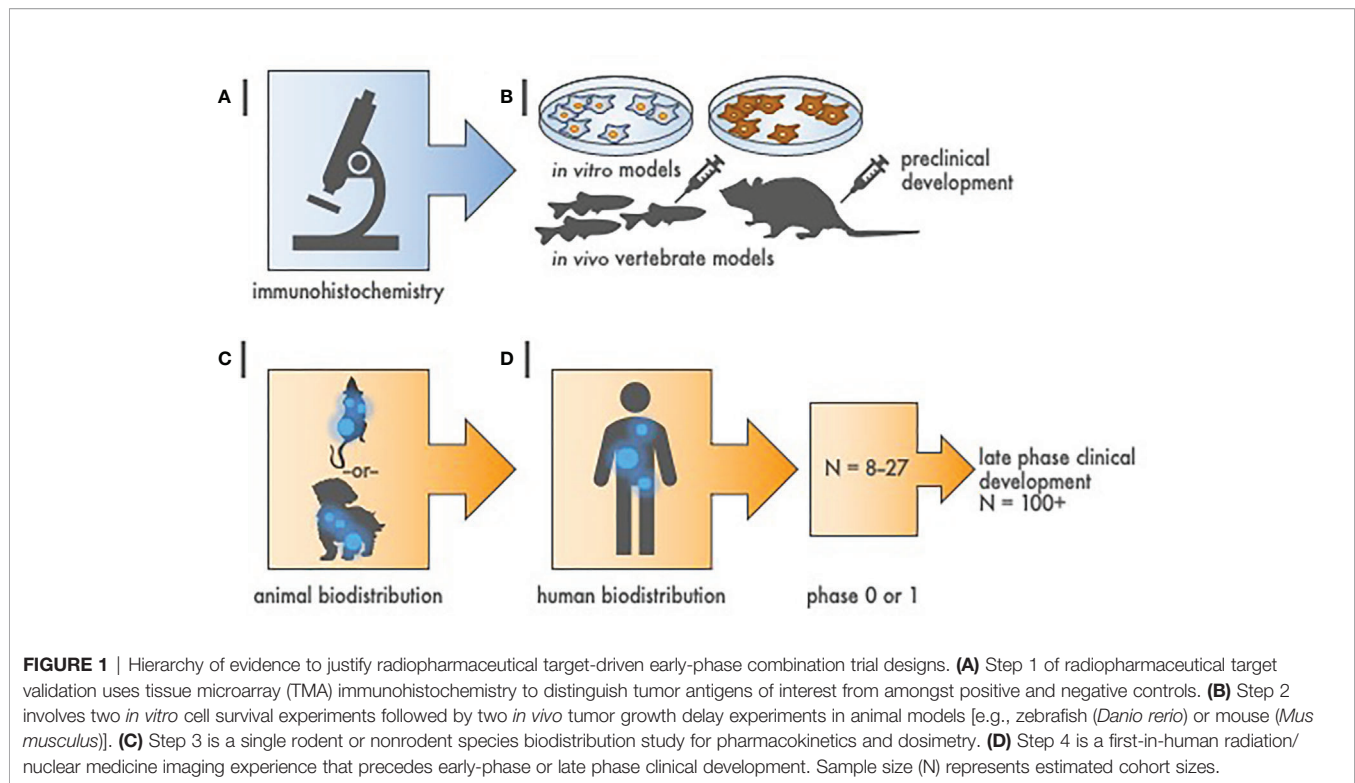 A
immunohistochemistry
B
in vitro models
preclinical
development
in vivo vertebrate models
C
–or–
animal biodistribution
D
human biodistribution
N = 8–27
phase 0 or 1
late phase clinical
development
N = 100+
FIGURE 1 | Hierarchy of evidence to justify radiopharmaceutical target-driven early-phase combination trial designs. (A) Step 1 of radiopharmaceutical target
validation uses tissue microarray (TMA) immunohistochemistry to distinguish tumor antigens of interest from amongst positive and negative controls. (B) Step 2
involves two in vitro cell survival experiments followed by two in vivo tumor growth delay experiments in animal models [e.g., zebrafish (Danio rerio) or mouse (Mus
musculus)]. (C) Step 3 is a single rodent or nonrodent species biodistribution study for pharmacokinetics and dosimetry. (D) Step 4 is a first-in-human radiation/
nuclear medicine imaging experience that precedes early-phase or late phase clinical development. Sample size (N) represents estimated cohort sizes.